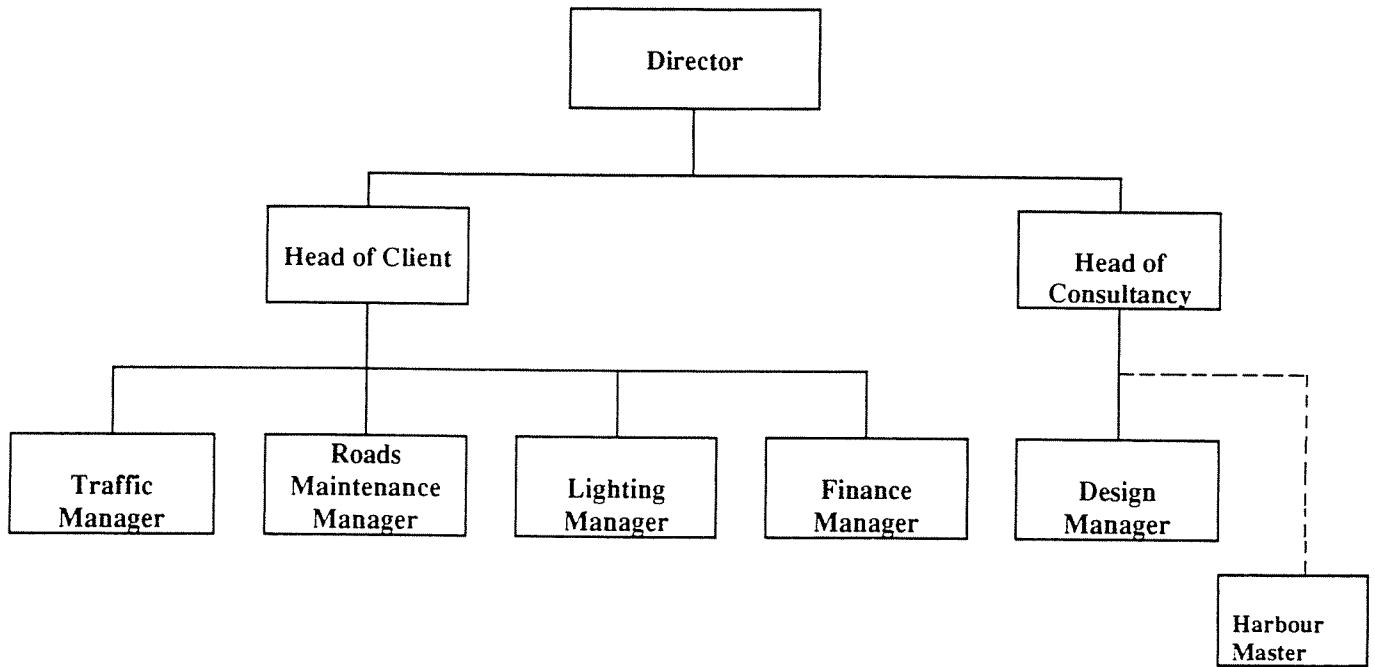 Director
Head of Client
Head of
Consultancy
Traffic
Manager
Roads
Maintenance
Manager
Lighting
Manager
Finance
Manager
Design
Manager
Harbour
Master